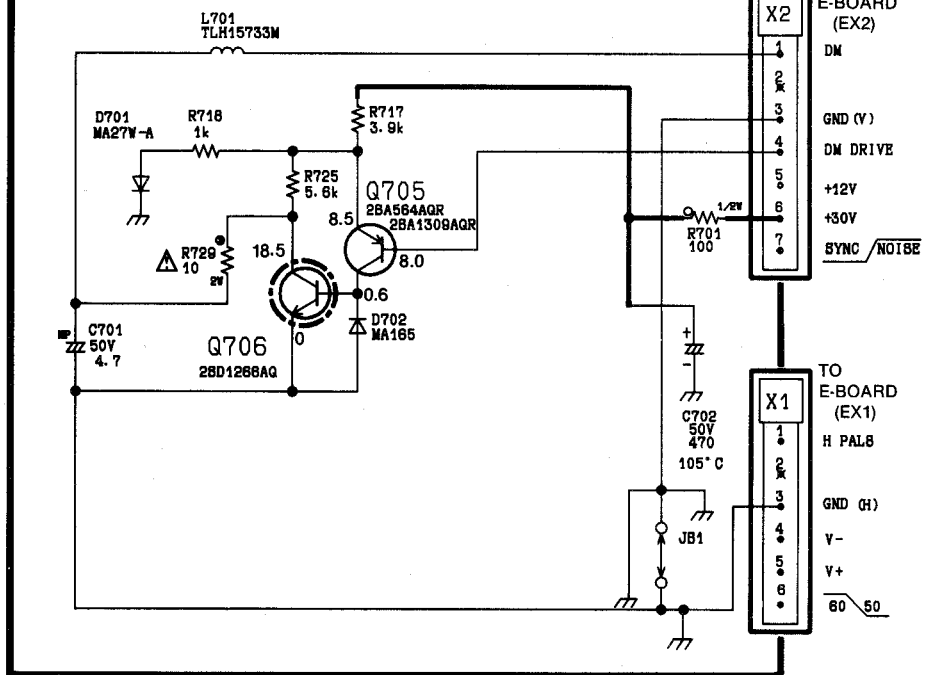 L701
TLH15733M
X2
E-BOARD
(EX2)
1
DM
2
3
GND (V)
4
DM DRIVE
5
+12V
6
+30V
7
SYNC / NOISE
R717
3.9k
D701
MA27W-A
R718
1k
R725
5.6k
Q705
2SA564AQR
2SA1309AQR
8.5
8.0
1/2W
R701
100
R729
10
2W
18.5
0.6
0
D702
MA165
Q706
2SD1266AQ
NP
C701
50V
4.7
+
-
C702
50V
470
105°C
JB1
TO
E-BOARD
(EX1)
X1
1
H PALS
2
3
GND (H)
4
V-
5
V+
6
60 \ 50